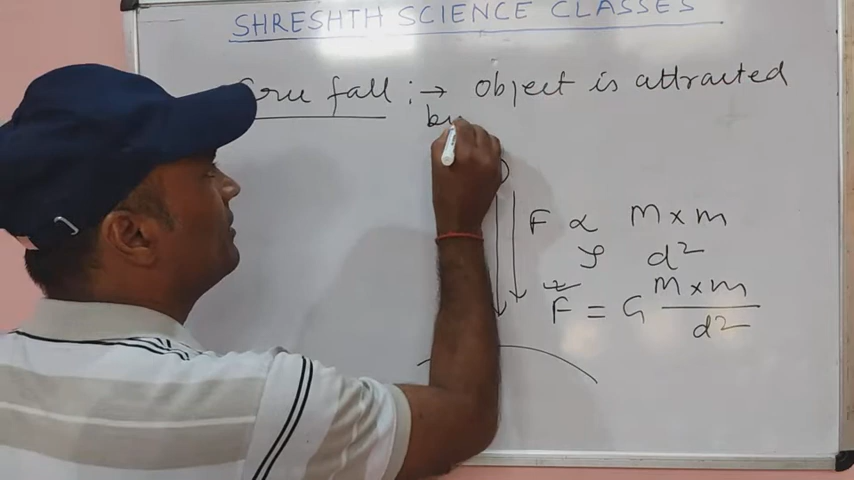 SHRESHTH SCIENCE CLASSES
fall :→ object is attracted
F ∝ M×m
d²
F = G M×m
d²